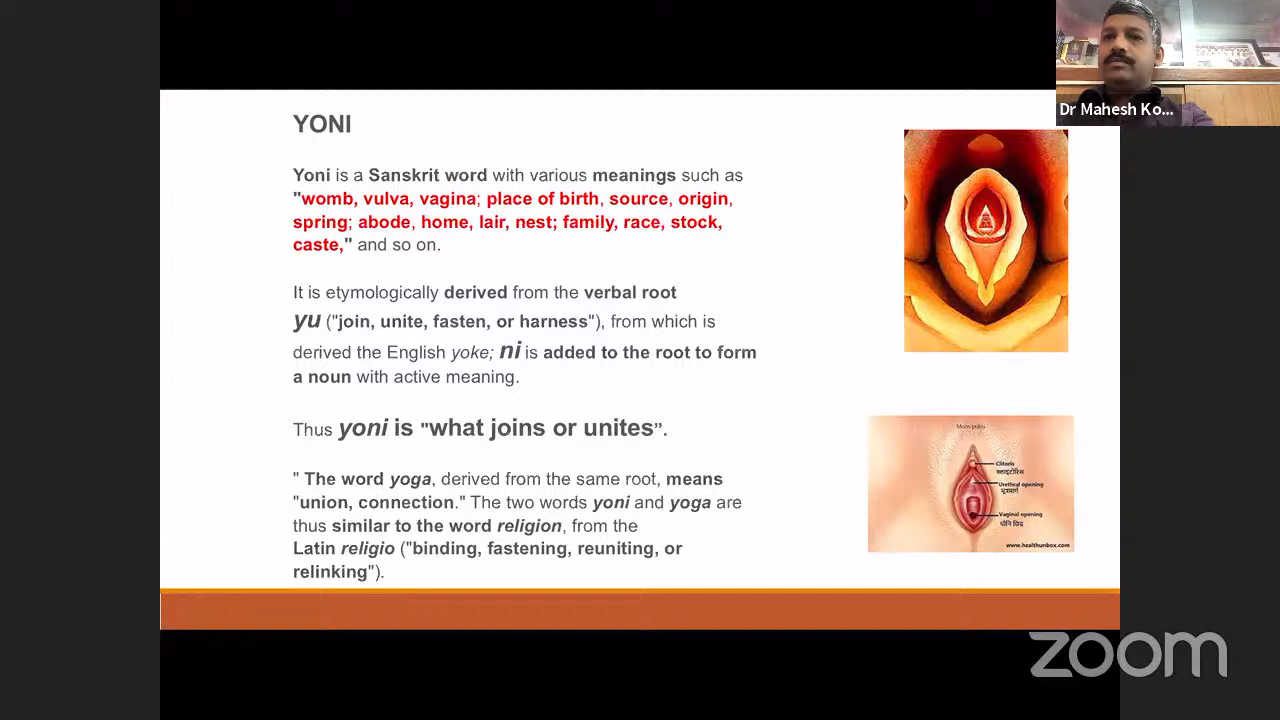 Dr Mahesh Ko...
YONI
Yoni is a Sanskrit word with various meanings such as
"womb, vulva, vagina; place of birth, source, origin,
spring; abode, home, lair, nest; family, race, stock,
caste," and so on.
It is etymologically derived from the verbal root
yu ("join, unite, fasten, or harness"), from which is
derived the English yoke; ni is added to the root to form
a noun with active meaning.
Thus yoni is "what joins or unites”.
" The word yoga, derived from the same root, means
"union, connection." The two words yoni and yoga are
thus similar to the word religion, from the
Latin religio ("binding, fastening, reuniting, or
relinking").
Mons pubis
Clitoris
क्लाइटोरिस
Urethral opening
मूत्रमार्ग
Vaginal opening
योनि छिद्र
www.healthunbox.com
zoom